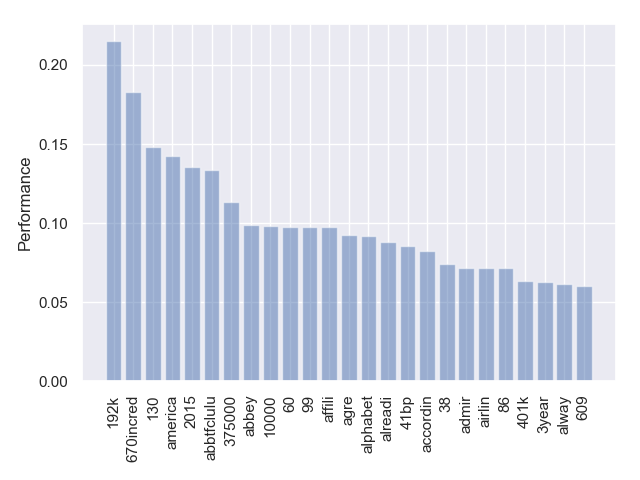 Performance
0.20
0.15
0.10
0.05
0.00
192k
670incred
130
america
2015
abbtfclulu
375000
abbey
10000
60
99
affili
agre
alphabet
alreadi
41bp
accordin
38
admir
airlin
86
401k
3year
alway
609